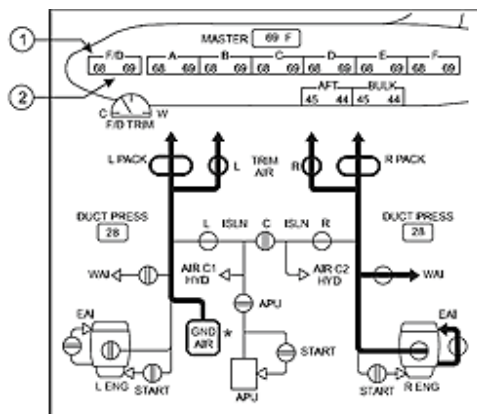 1
MASTER 69 F
F/D A B C D E F
68 69 68 69 68 69 68 69 68 69 68 69 68 69
2
AFT BULK
45 44 45 44
C W
F/D TRIM
L PACK L TRIM AIR R R PACK
DUCT PRESS L ISLN C ISLN R DUCT PRESS
28 28
WAI AIR C1 HYD AIR C2 HYD WAI
APU
EAI GND AIR * EAI
START
L ENG START APU START R ENG